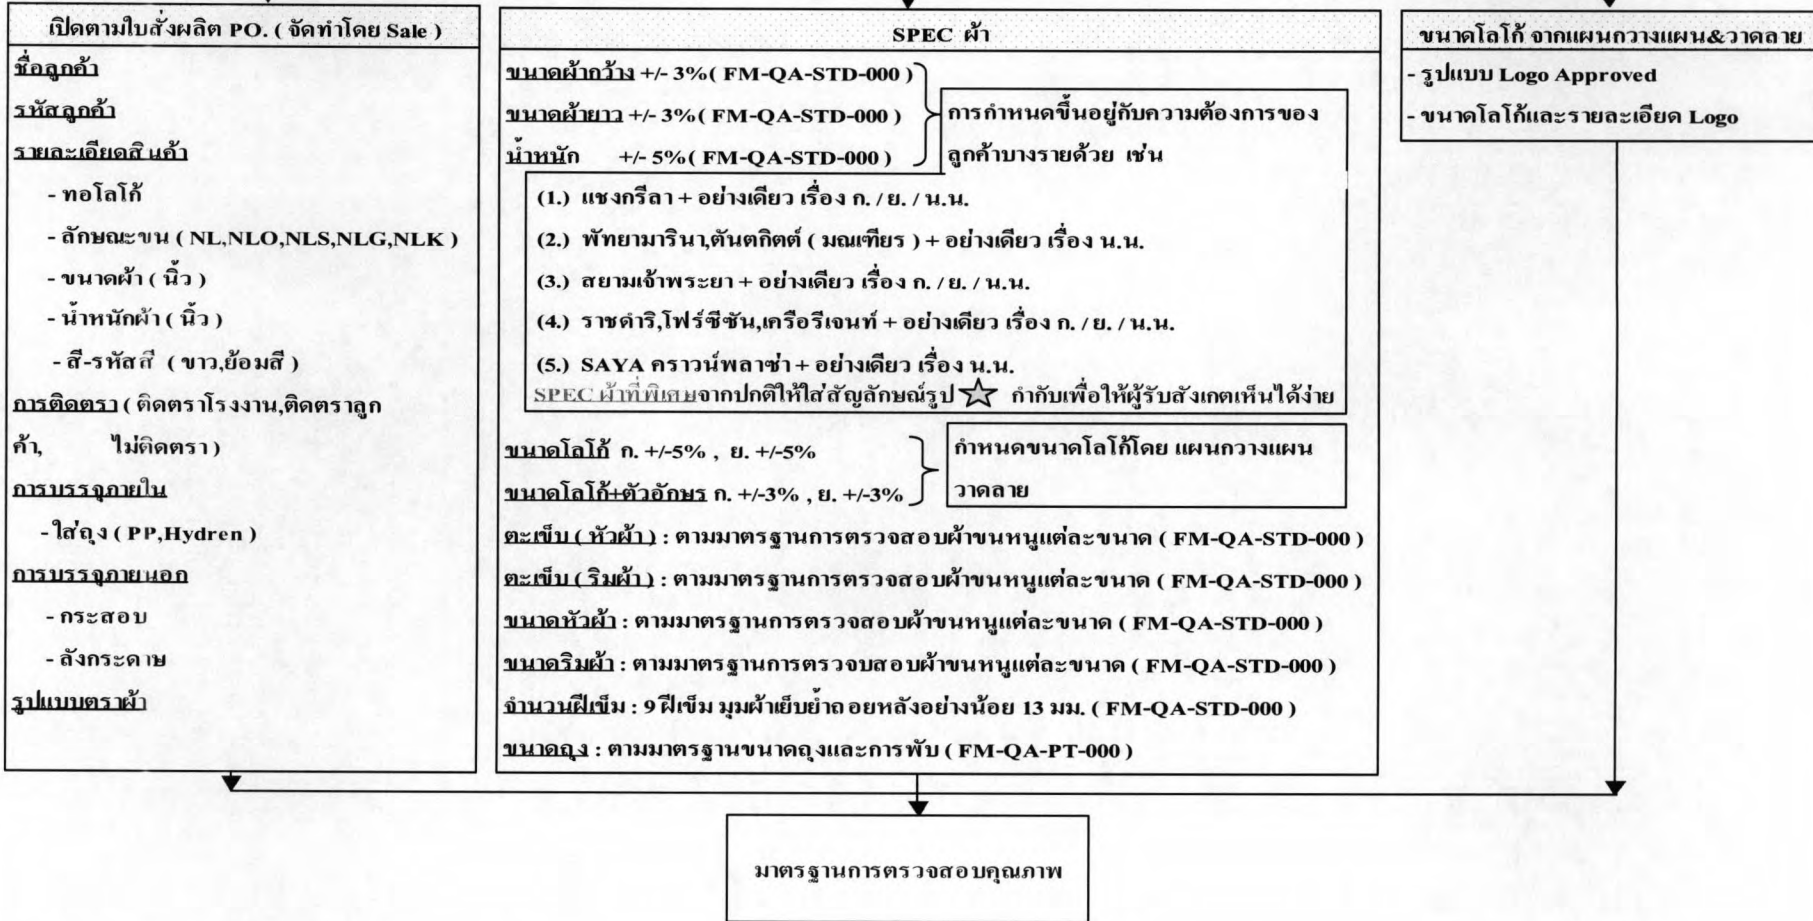 เปิดตามใบสั่งผลิต PO. ( จัดทำโดย Sale )
ชื่อลูกค้า
รหัสลูกค้า
รายละเอียดสินค้า
- ทอโลโก้
- ลักษณะขน ( NL,NLO,NLS,NLG,NLK )
- ขนาดผ้า ( นิ้ว )
- น้ำหนักผ้า ( นิ้ว )
- สี-รหัสสี ( ขาว,ย้อมสี )
การติดตรา ( ติดตราโรงงาน,ติดตราลูก
ค้า, ไม่ติดตรา )
การบรรจุภายใน
- ใส่ถุง ( PP,Hydren )
การบรรจุภายนอก
- กระสอบ
- ลังกระดาษ
รูปแบบตราผ้า
SPEC ผ้า
ขนาดผ้ากว้าง +/- 3%( FM-QA-STD-000 )
ขนาดผ้ายาว +/- 3%( FM-QA-STD-000 )
น้ำหนัก +/- 5%( FM-QA-STD-000 )
การกำหนดขึ้นอยู่กับความต้องการของ
ลูกค้าบางรายด้วย เช่น
(1.) แชงกรีลา + อย่างเดียว เรื่อง ก. / ย. / น.น.
(2.) พัทยามารินา,ตันตกิตต์ ( มณเฑียร ) + อย่างเดียว เรื่อง น.น.
(3.) สยามเจ้าพระยา + อย่างเดียว เรื่อง ก. / ย. / น.น.
(4.) ราชดำริ,โฟร์ซีซัน,เครือรีเจนท์ + อย่างเดียว เรื่อง ก. / ย. / น.น.
(5.) SAYA คราวน์พลาซ่า + อย่างเดียว เรื่อง น.น.
SPEC ผ้าที่พิเศษจากปกติให้ใส่สัญลักษณ์รูป ☆ กำกับเพื่อให้ผู้รับสังเกตเห็นได้ง่าย
ขนาดโลโก้ ก. +/-5% , ย. +/-5%
ขนาดโลโก้+ตัวอักษร ก. +/-3% , ย. +/-3%
กำหนดขนาดโลโก้โดย แผนกวางแผน
วาดลาย
ตะเข็บ ( หัวผ้า ) : ตามมาตรฐานการตรวจสอบผ้าขนหนูแต่ละขนาด ( FM-QA-STD-000 )
ตะเข็บ ( ริมผ้า ) : ตามมาตรฐานการตรวจสอบผ้าขนหนูแต่ละขนาด ( FM-QA-STD-000 )
ขนาดหัวผ้า : ตามมาตรฐานการตรวจสอบผ้าขนหนูแต่ละขนาด ( FM-QA-STD-000 )
ขนาดริมผ้า : ตามมาตรฐานการตรวจบสอบผ้าขนหนูแต่ละขนาด ( FM-QA-STD-000 )
จำนวนฝีเข็ม : 9 ฝีเข็ม มุมผ้าเย็บย้ำถอยหลังอย่างน้อย 13 มม. ( FM-QA-STD-000 )
ขนาดถุง : ตามมาตรฐานขนาดถุงและการพับ ( FM-QA-PT-000 )
ขนาดโลโก้ จากแผนกวางแผน&วาดลาย
- รูปแบบ Logo Approved
- ขนาดโลโก้และรายละเอียด Logo
มาตรฐานการตรวจสอบคุณภาพ